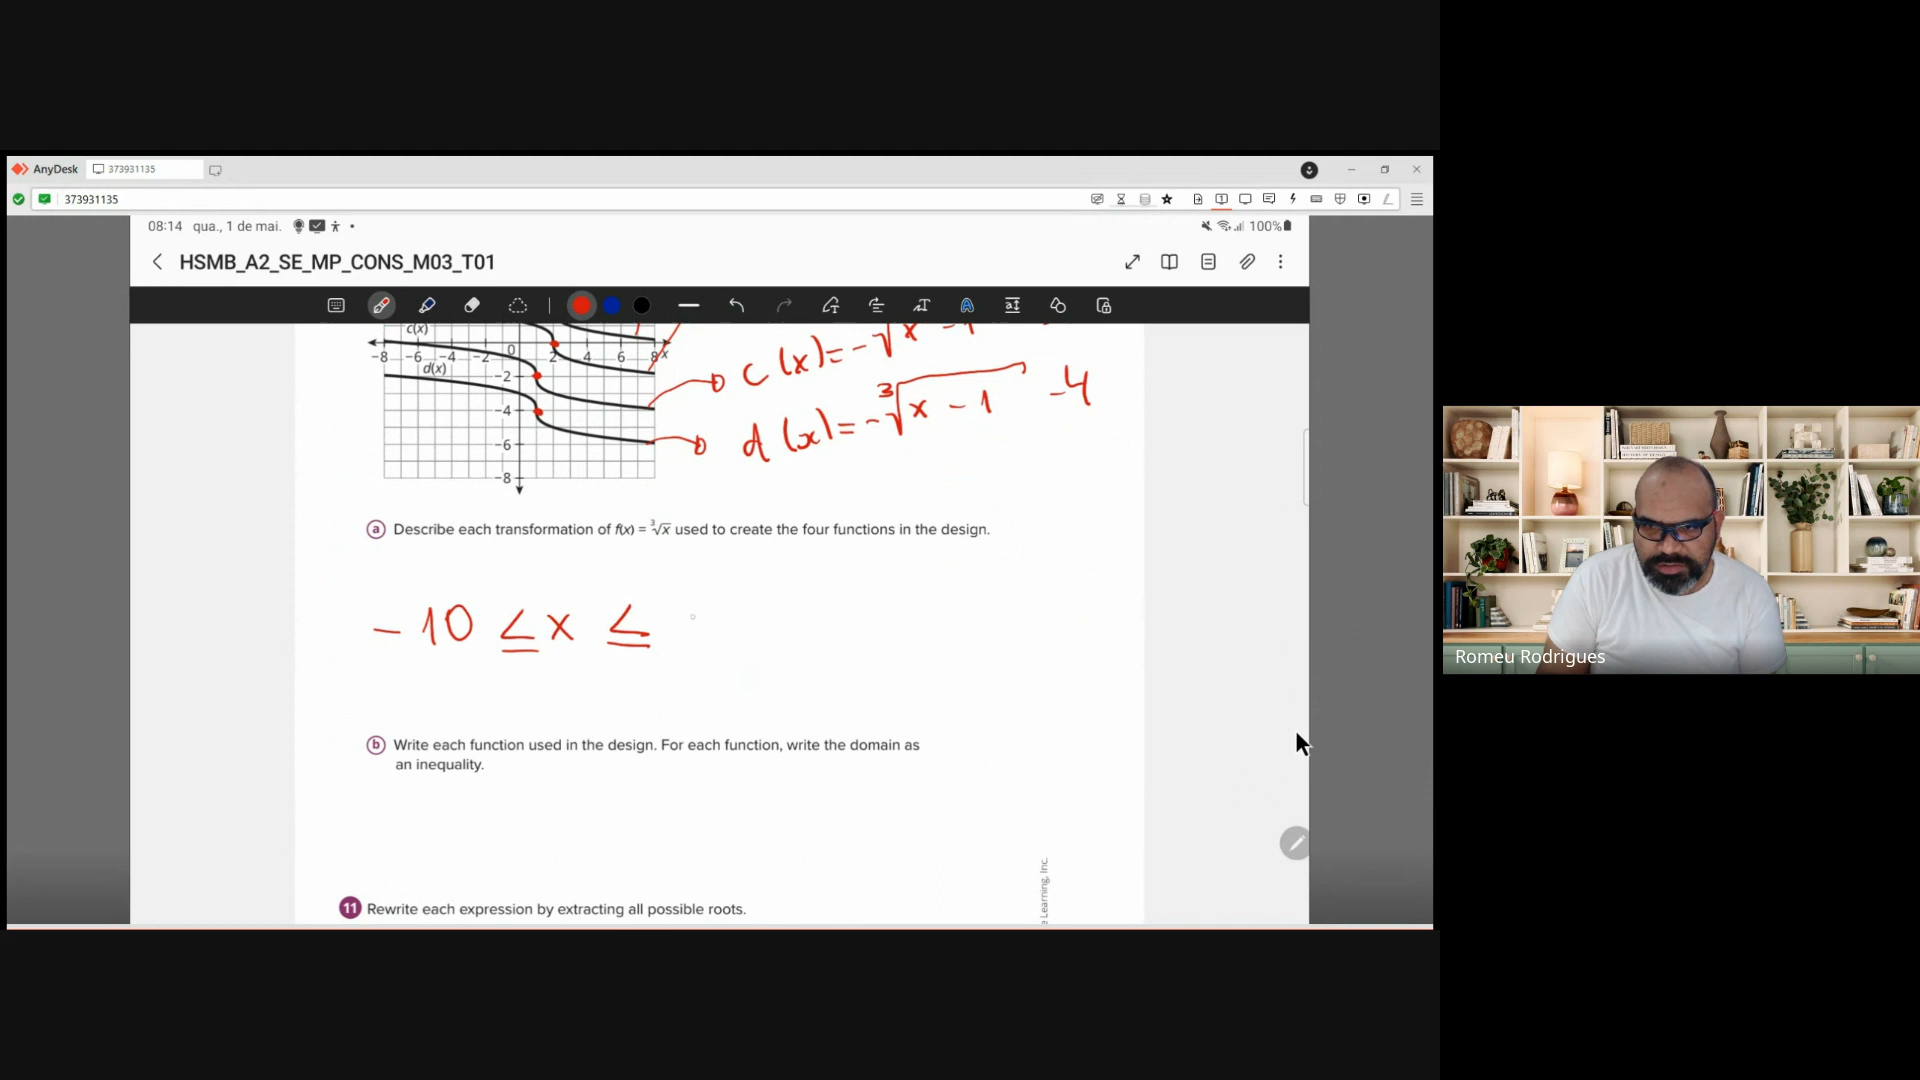 AnyDesk 373931135
373931135
08:14 qua., 1 de mai. 100%
HSMB_A2_SE_MP_CONS_M03_T01
c(x)
-8 -6 -4 -2 0 2 4 6 8 x
d(x)
-2
-4
-6
-8
c(x)=-√x-1
d(x)=-∛x-1 -4
a Describe each transformation of f(x) = ∛x used to create the four functions in the design.
-10 ≤ x ≤
b Write each function used in the design. For each function, write the domain as
an inequality.
11 Rewrite each expression by extracting all possible roots.
e Learning, Inc.
Romeu Rodrigues